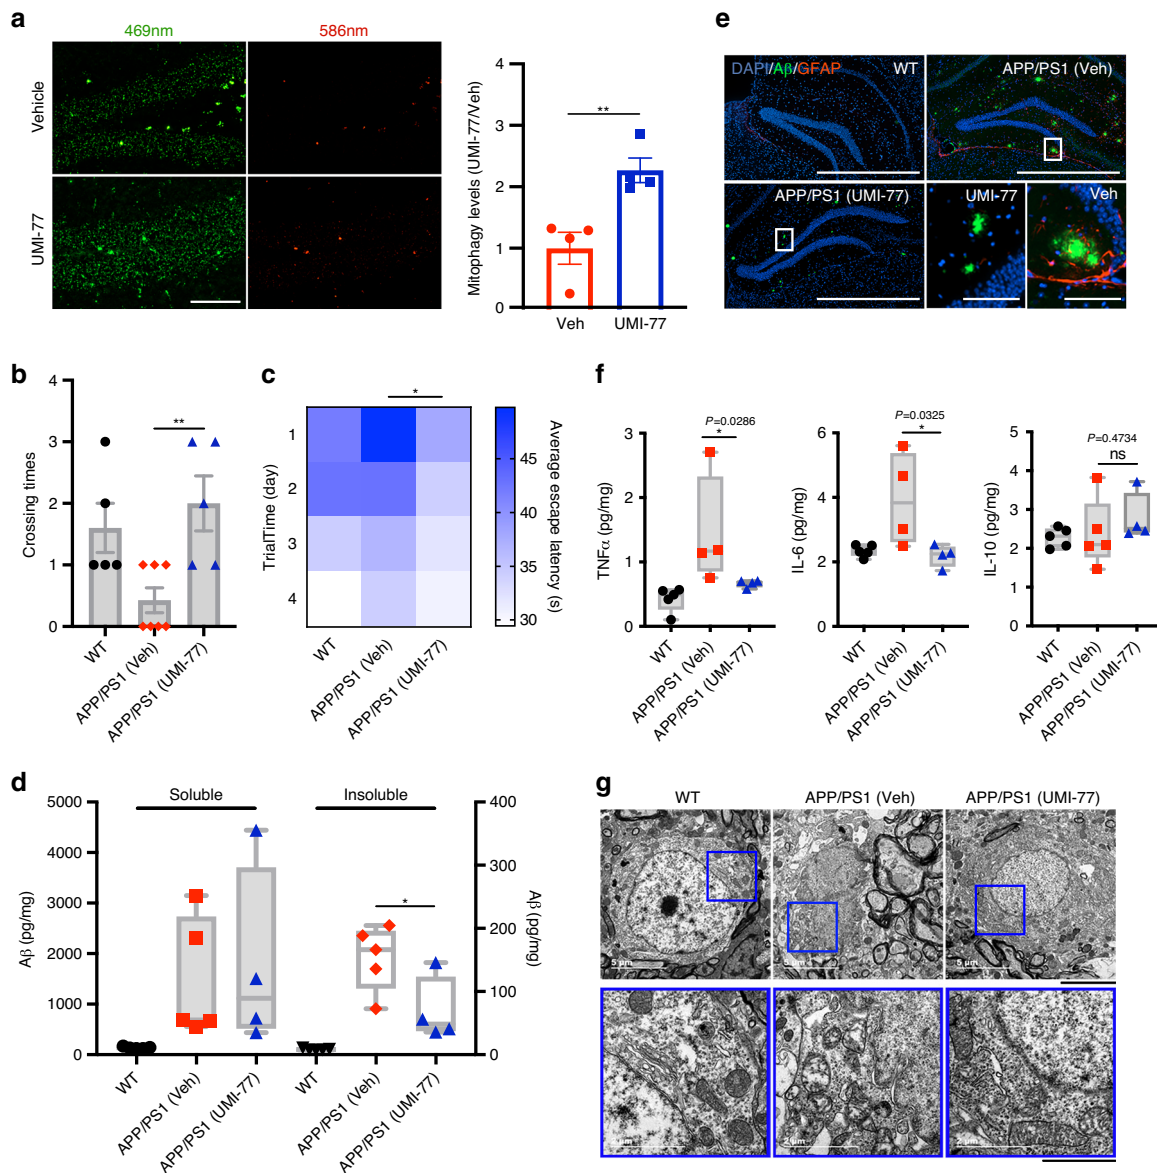 a
469nm
586nm
Vehicle
UMI-77
Mitophagy levels (UMI-77/Veh)
4
3
2
1
0
**
Veh
UMI-77
e
DAPI/Aβ/GFAP
WT
APP/PS1 (Veh)
APP/PS1 (UMI-77)
UMI-77
Veh
b
Crossing times
4
3
2
1
0
**
WT
APP/PS1 (Veh)
APP/PS1 (UMI-77)
c
*
TrialTime (day)
1
2
3
4
WT
APP/PS1 (Veh)
APP/PS1 (UMI-77)
45
40
35
30
Average escape latency (s)
f
TNFα (pg/mg)
3
2
1
0
P=0.0286
*
WT
APP/PS1 (Veh)
APP/PS1 (UMI-77)
IL-6 (pg/mg)
6
4
2
0
P=0.0325
*
WT
APP/PS1 (Veh)
APP/PS1 (UMI-77)
IL-10 (pg/mg)
5
4
3
2
1
0
P=0.4734
ns
WT
APP/PS1 (Veh)
APP/PS1 (UMI-77)
d
Soluble
Insoluble
Aβ (pg/mg)
5000
4000
3000
2000
1000
0
400
300
200
100
0
Aβ (pg/mg)
*
WT
APP/PS1 (Veh)
APP/PS1 (UMI-77)
WT
APP/PS1 (Veh)
APP/PS1 (UMI-77)
g
WT
APP/PS1 (Veh)
APP/PS1 (UMI-77)
5 µm
5 µm
5 µm
2 µm
2 µm